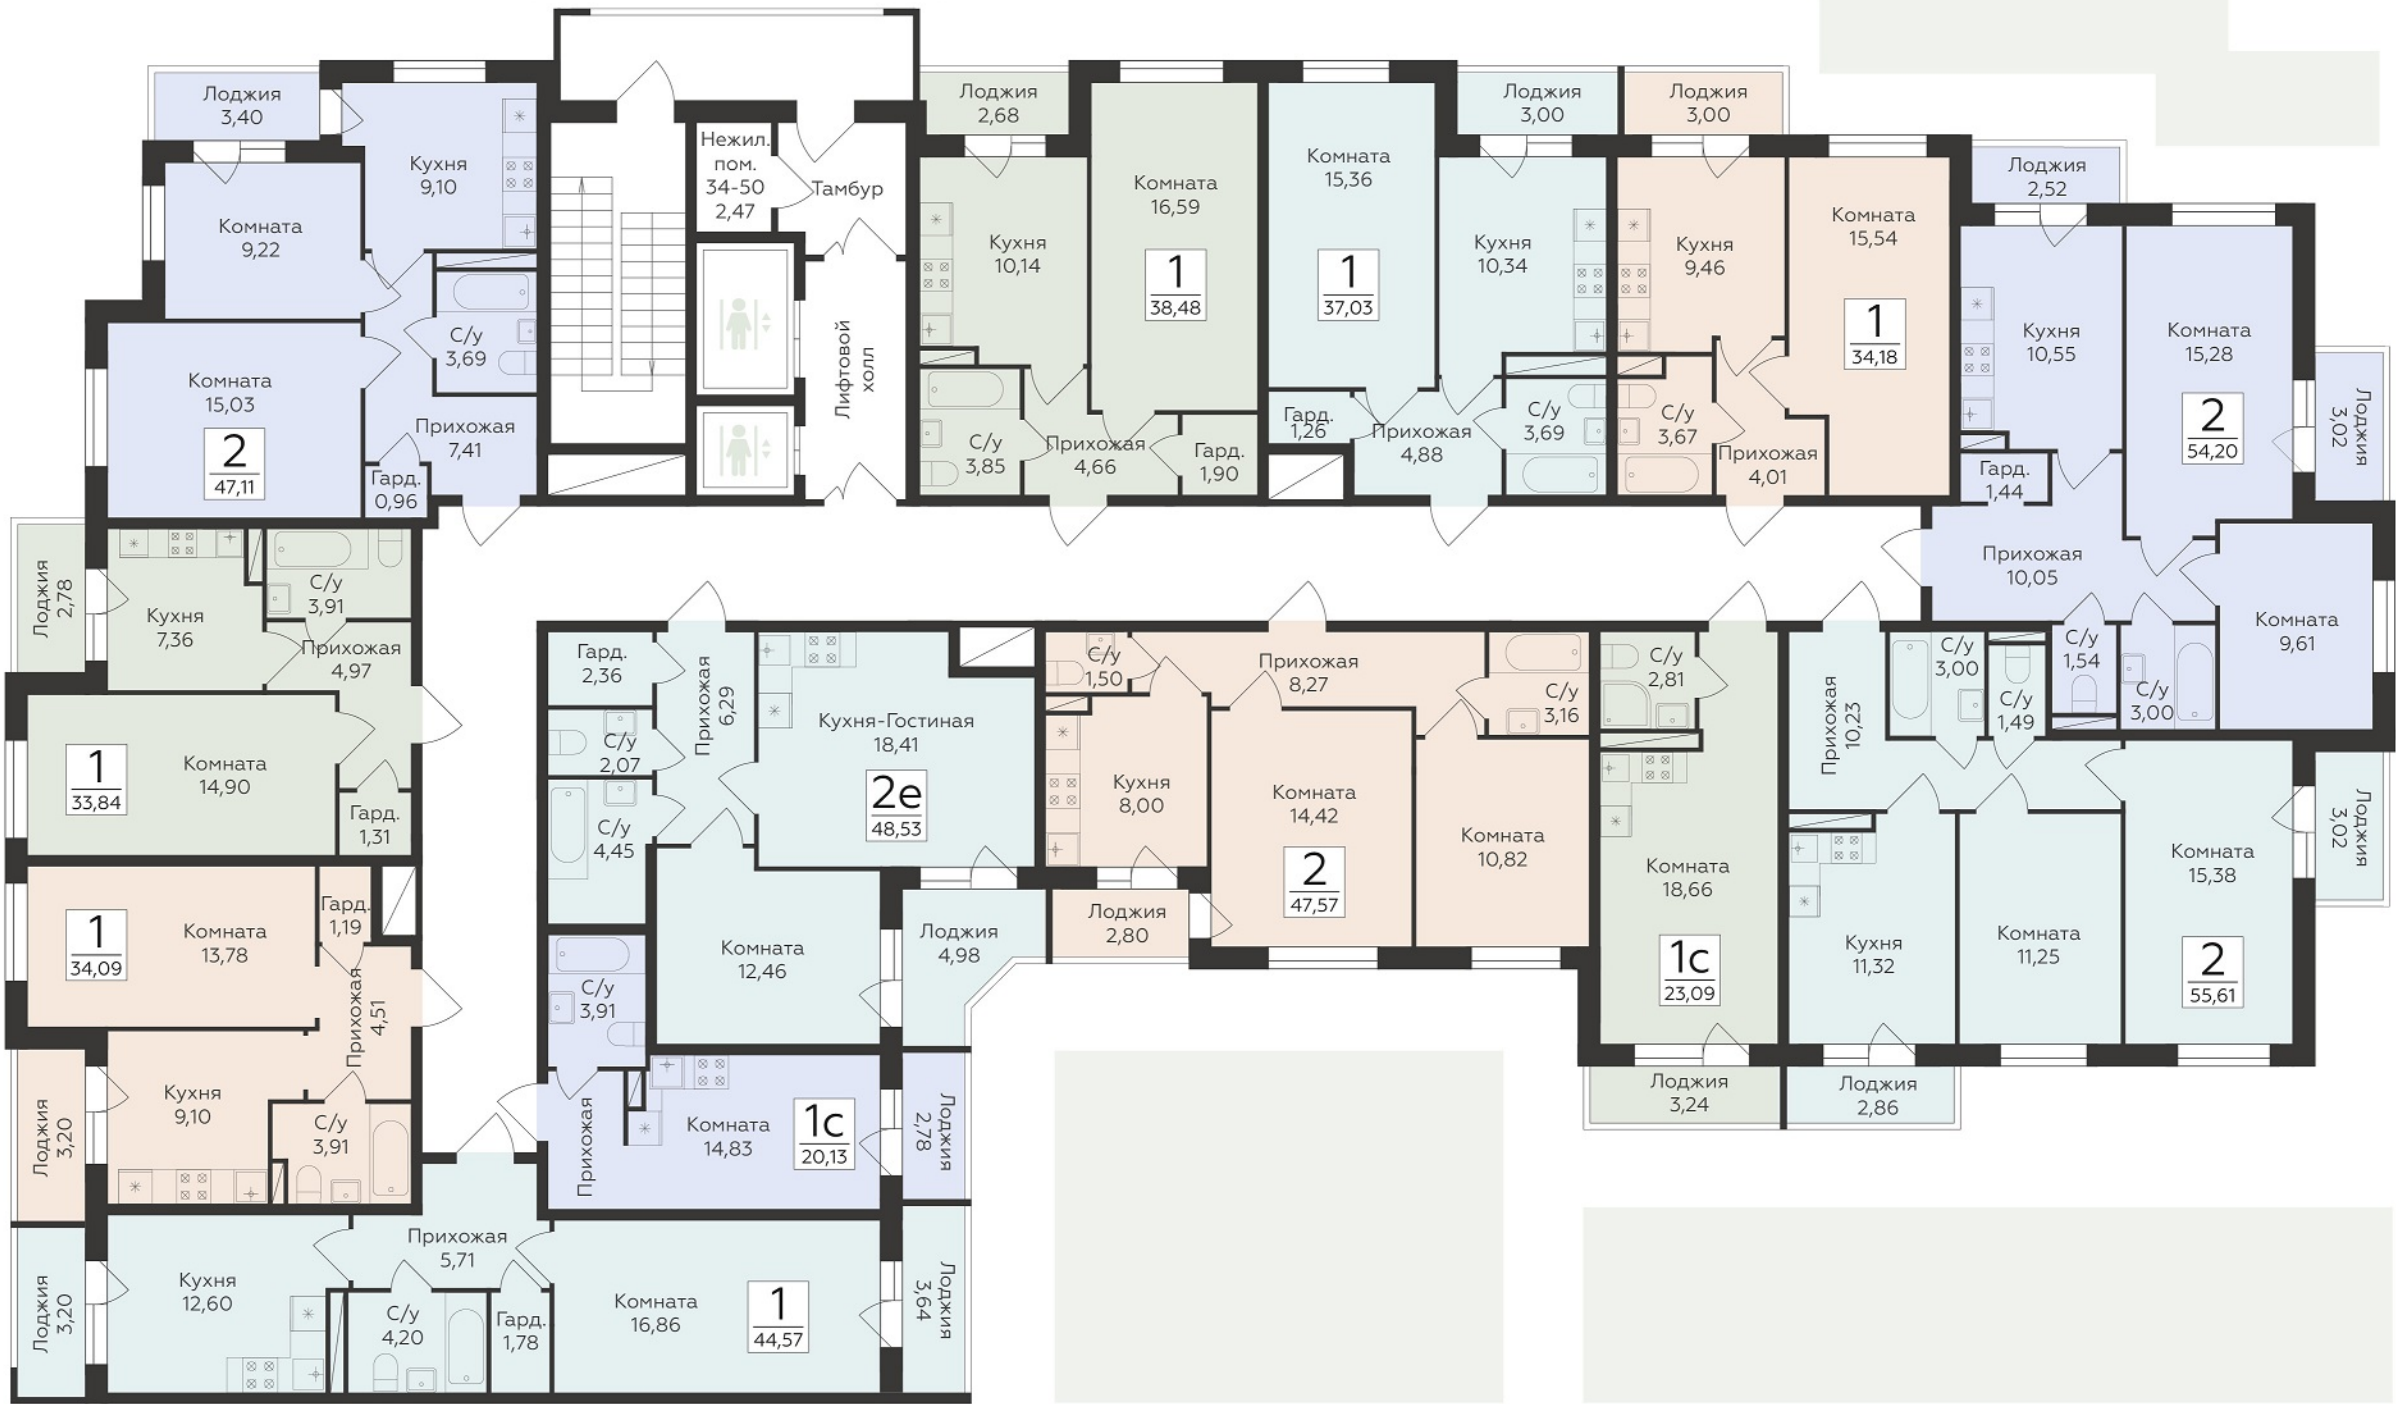 Лоджия
3,40
Кухня
9,10
Комната
9,22
С/у
3,69
Комната
15,03
2
47,11
Прихожая
7,41
Гард.
0,96
Нежил.
пом.
34-50
2,47
Тамбур
Лифтовой
холл
Лоджия
2,68
Кухня
10,14
Комната
16,59
1
38,48
С/у
3,85
Прихожая
4,66
Гард.
1,90
Комната
15,36
1
37,03
Лоджия
3,00
Кухня
10,34
Гард.
1,26
Прихожая
4,88
С/у
3,69
Лоджия
3,00
Кухня
9,46
Комната
15,54
1
34,18
С/у
3,67
Прихожая
4,01
Лоджия
2,52
Кухня
10,55
Комната
15,28
2
54,20
Лоджия
3,02
Гард.
1,44
Прихожая
10,05
Комната
9,61
С/у
1,54
С/у
3,00
Лоджия
2,78
Кухня
7,36
С/у
3,91
Прихожая
4,97
1
33,84
Комната
14,90
Гард.
1,31
1
34,09
Комната
13,78
Гард.
1,19
Прихожая
4,51
Лоджия
3,20
Кухня
9,10
С/у
3,91
Лоджия
3,20
Кухня
12,60
Прихожая
5,71
С/у
4,20
Гард.
1,78
Комната
16,86
1
44,57
Лоджия
3,64
Гард.
2,36
Прихожая
6,29
С/у
2,07
С/у
4,45
Кухня-Гостиная
18,41
2е
48,53
Комната
12,46
Лоджия
4,98
С/у
3,91
Прихожая
Комната
14,83
1с
20,13
Лоджия
2,78
С/у
1,50
Прихожая
8,27
С/у
3,16
Кухня
8,00
Комната
14,42
2
47,57
Комната
10,82
Лоджия
2,80
С/у
2,81
Комната
18,66
1с
23,09
Лоджия
3,24
Прихожая
10,23
С/у
3,00
С/у
1,49
Кухня
11,32
Комната
11,25
Комната
15,38
2
55,61
Лоджия
3,02
Лоджия
2,86